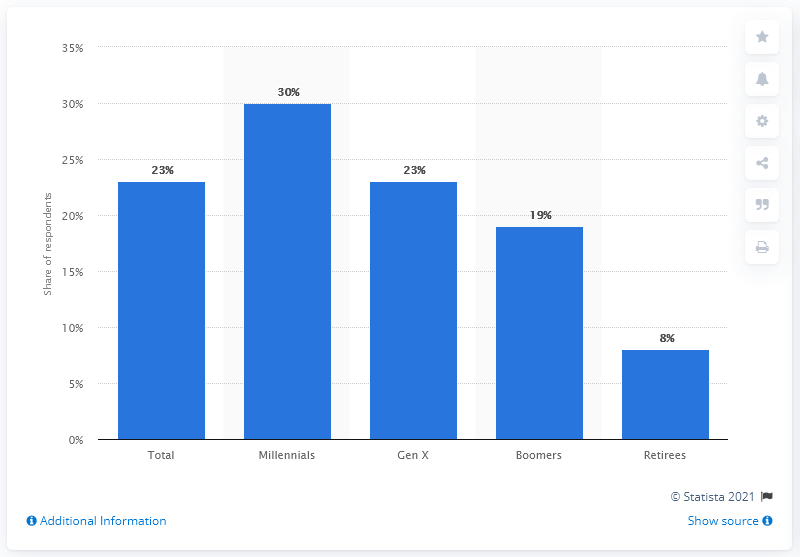 35%
30%
25%
20%
15%
10%
5%
0%
Share of respondents
23%
30%
23%
19%
8%
Total
Millennials
Gen X
Boomers
Retirees
© Statista 2021
Additional Information
Show source